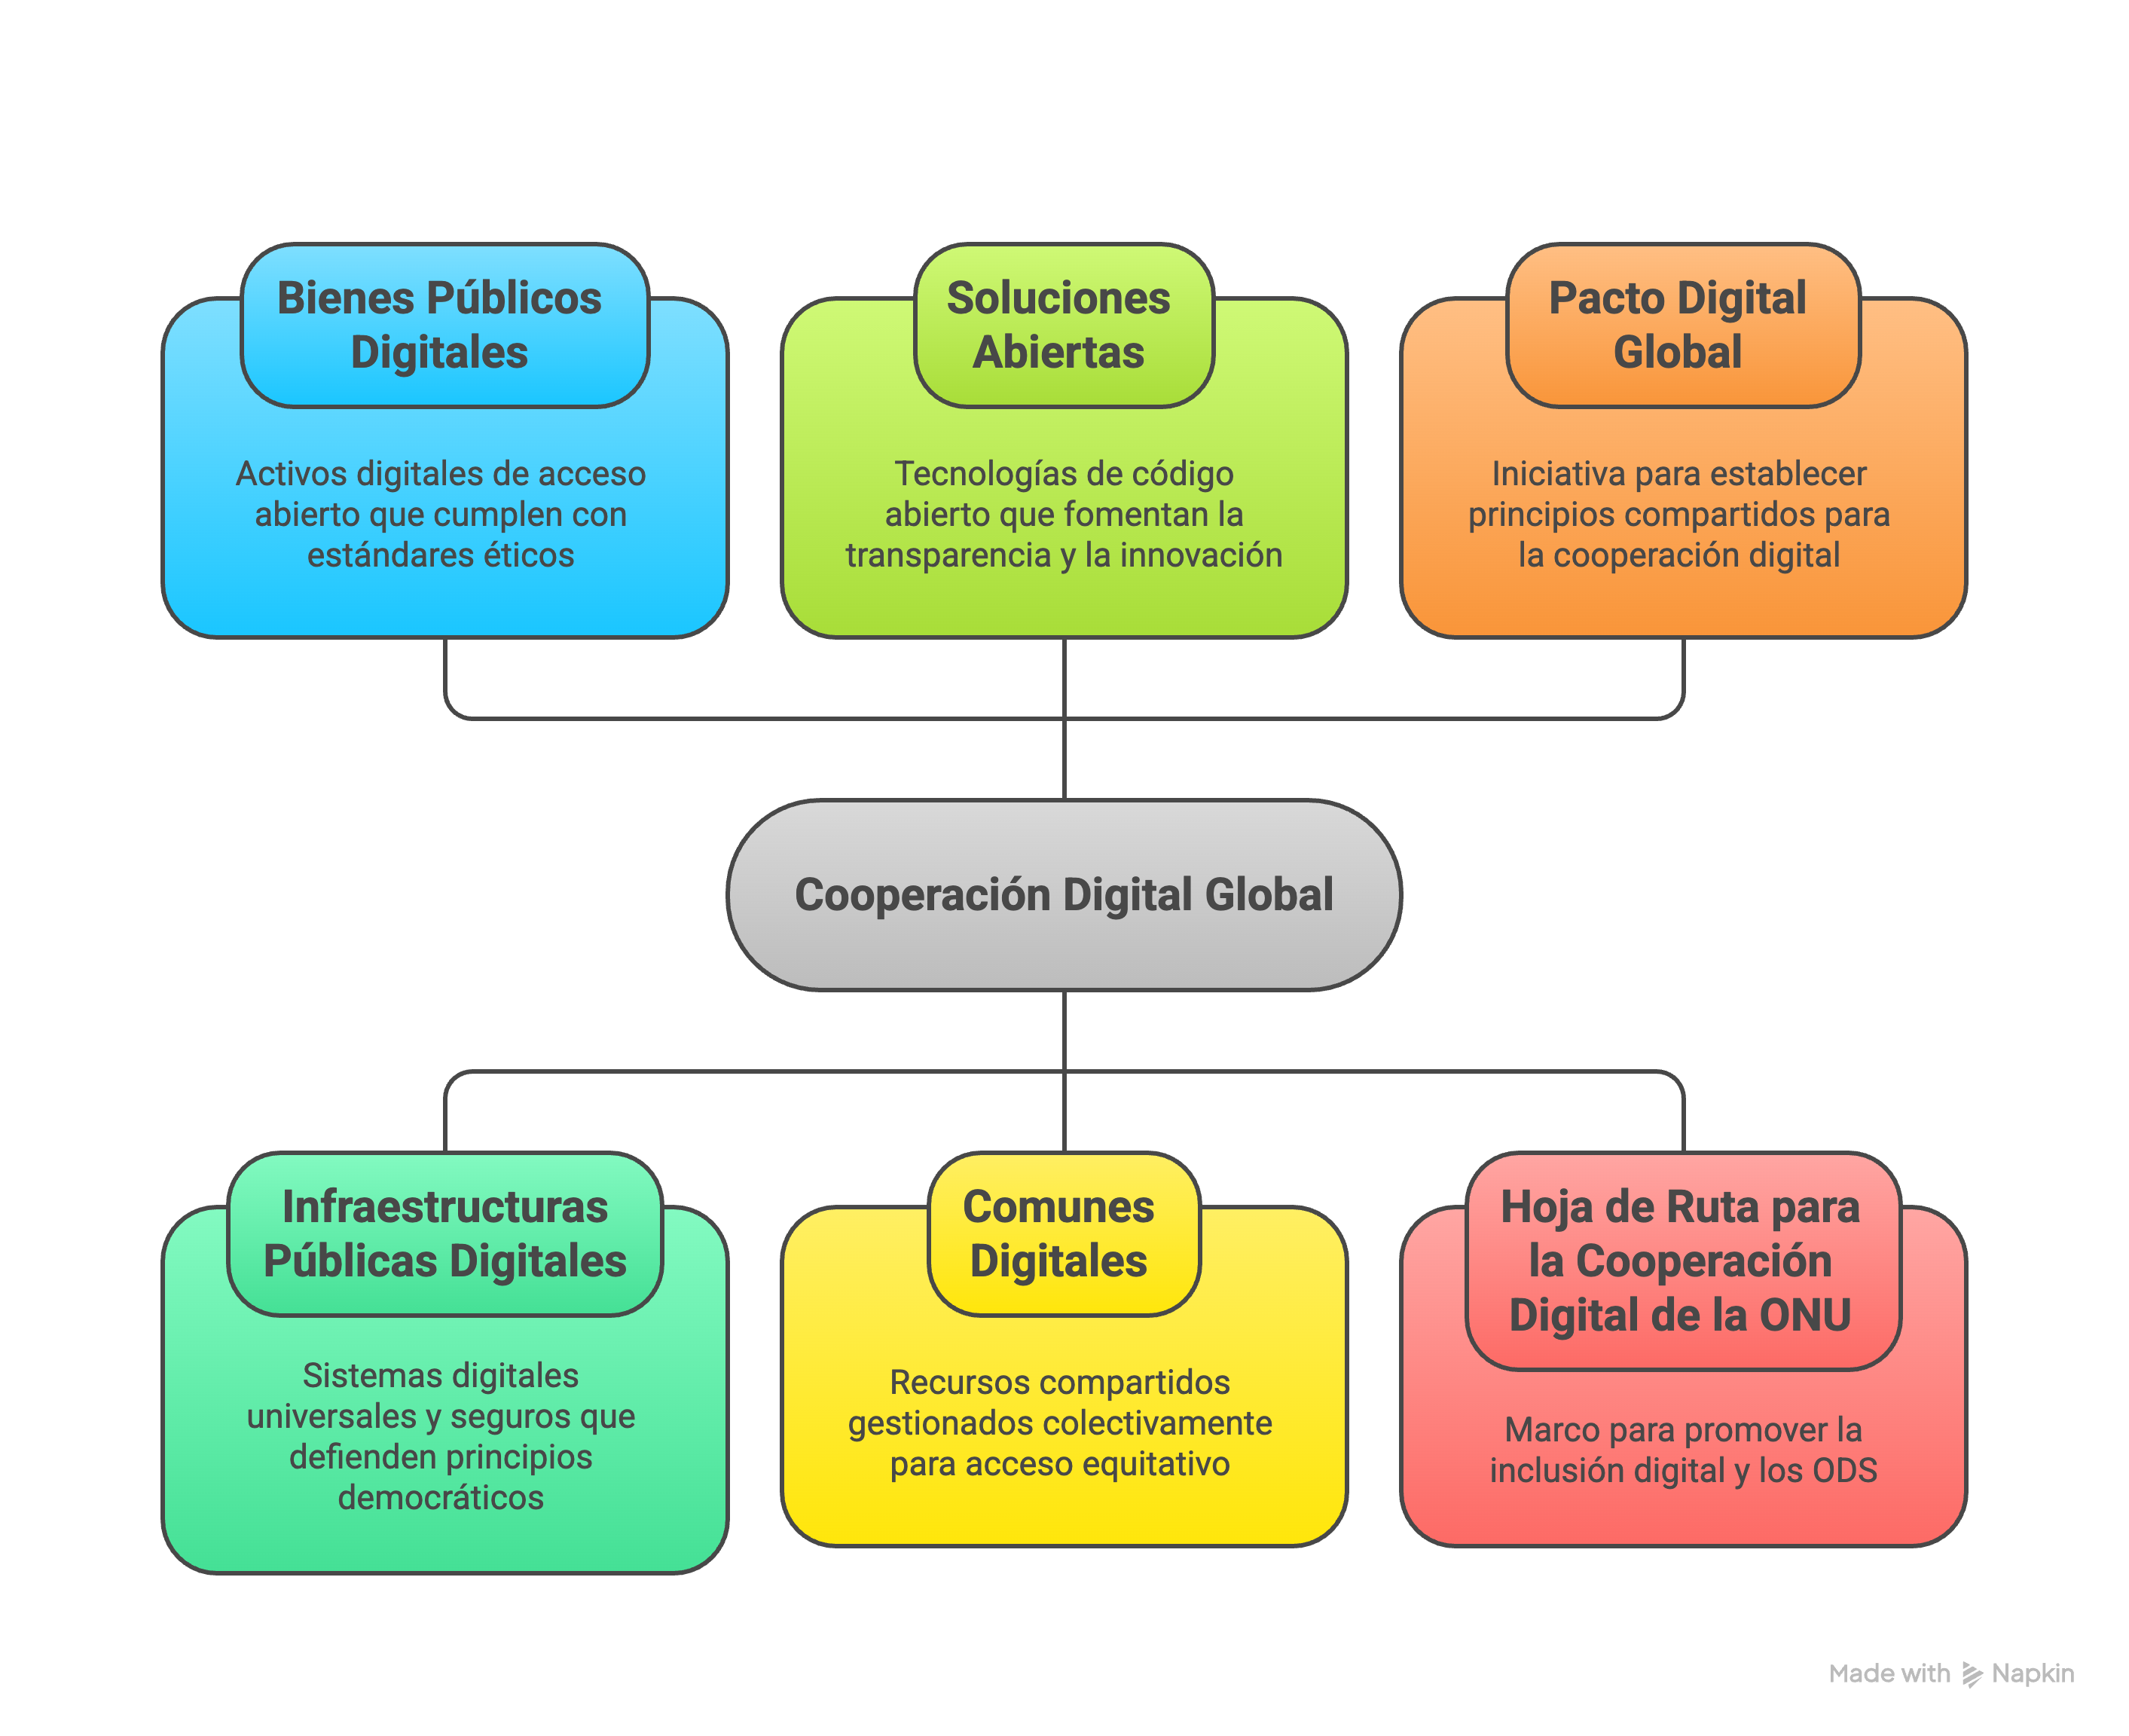 Bienes Públicos
Digitales
Activos digitales de acceso
abierto que cumplen con
estándares éticos
Soluciones
Abiertas
Tecnologías de código
abierto que fomentan la
transparencia y la innovación
Pacto Digital
Global
Iniciativa para establecer
principios compartidos para
la cooperación digital
Cooperación Digital Global
Infraestructuras
Públicas Digitales
Sistemas digitales
universales y seguros que
defienden principios
democráticos
Comunes
Digitales
Recursos compartidos
gestionados colectivamente
para acceso equitativo
Hoja de Ruta para
la Cooperación
Digital de la ONU
Marco para promover la
inclusión digital y los ODS
Made with Napkin